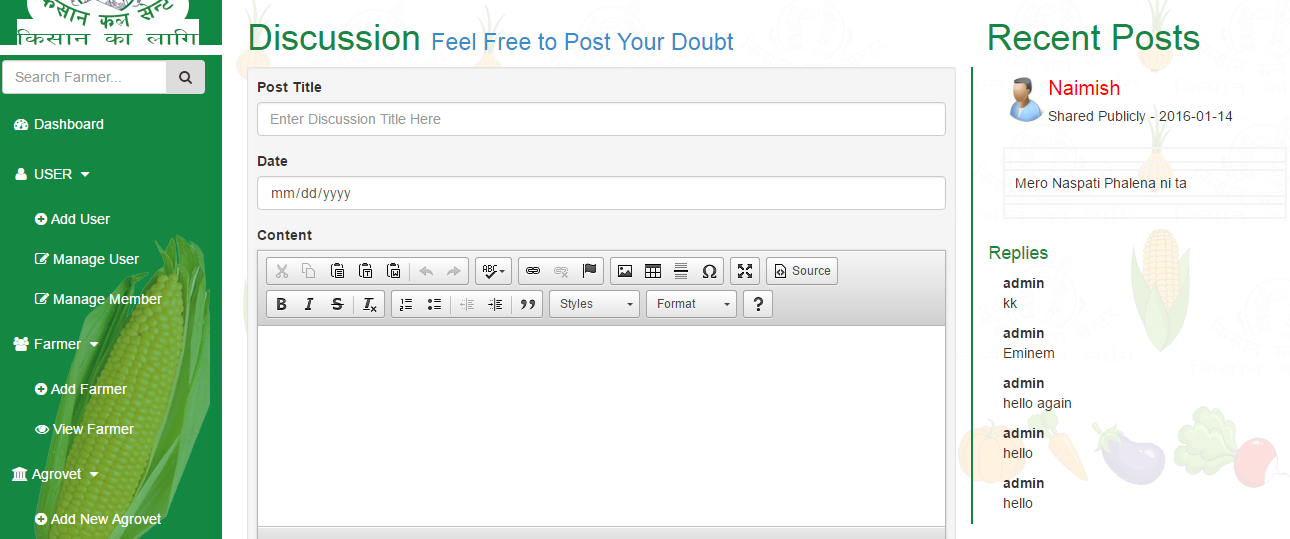 किसान कल सेन्टर
किसान का लागि
Search Farmer...
Dashboard
USER
Add User
Manage User
Manage Member
Farmer
Add Farmer
View Farmer
Agrovet
Add New Agrovet
Discussion Feel Free to Post Your Doubt
Post Title
Enter Discussion Title Here
Date
mm/dd/yyyy
Content
ABC Source
B I S Tx Styles Format ?
Recent Posts
Naimish
Shared Publicly - 2016-01-14
Mero Naspati Phalena ni ta
Replies
admin
kk
admin
Eminem
admin
hello again
admin
hello
admin
hello